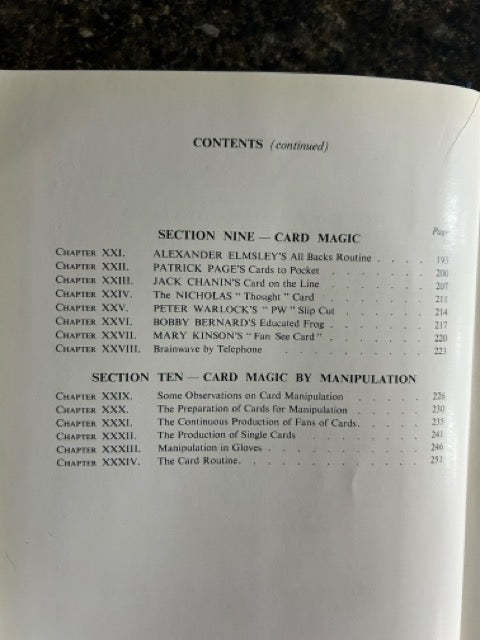 CONTENTS (continued)
Page
SECTION NINE — CARD MAGIC
CHAPTER XXI. ALEXANDER ELMSLEY'S All Backs Routine . . . . 193
CHAPTER XXII. PATRICK PAGE'S Cards to Pocket . . . . . . 200
CHAPTER XXIII. JACK CHANIN'S Card on the Line . . . . . . 207
CHAPTER XXIV. The NICHOLAS "Thought" Card . . . . . . 211
CHAPTER XXV. PETER WARLOCK'S "PW" Slip Cut . . . . . 214
CHAPTER XXVI. BOBBY BERNARD'S Educated Frog . . . . . 217
CHAPTER XXVII. MARY KINSON'S "Fan See Card" . . . . . . 220
CHAPTER XXVIII. Brainwave by Telephone . . . . . . . 223
SECTION TEN — CARD MAGIC BY MANIPULATION
CHAPTER XXIX. Some Observations on Card Manipulation . . . . . 226
CHAPTER XXX. The Preparation of Cards for Manipulation . . . . . 230
CHAPTER XXXI. The Continuous Production of Fans of Cards. . . . . 235
CHAPTER XXXII. The Production of Single Cards . . . . . . . 241
CHAPTER XXXIII. Manipulation in Gloves . . . . . . . . . 246
CHAPTER XXXIV. The Card Routine. . . . . . . . . . . 251